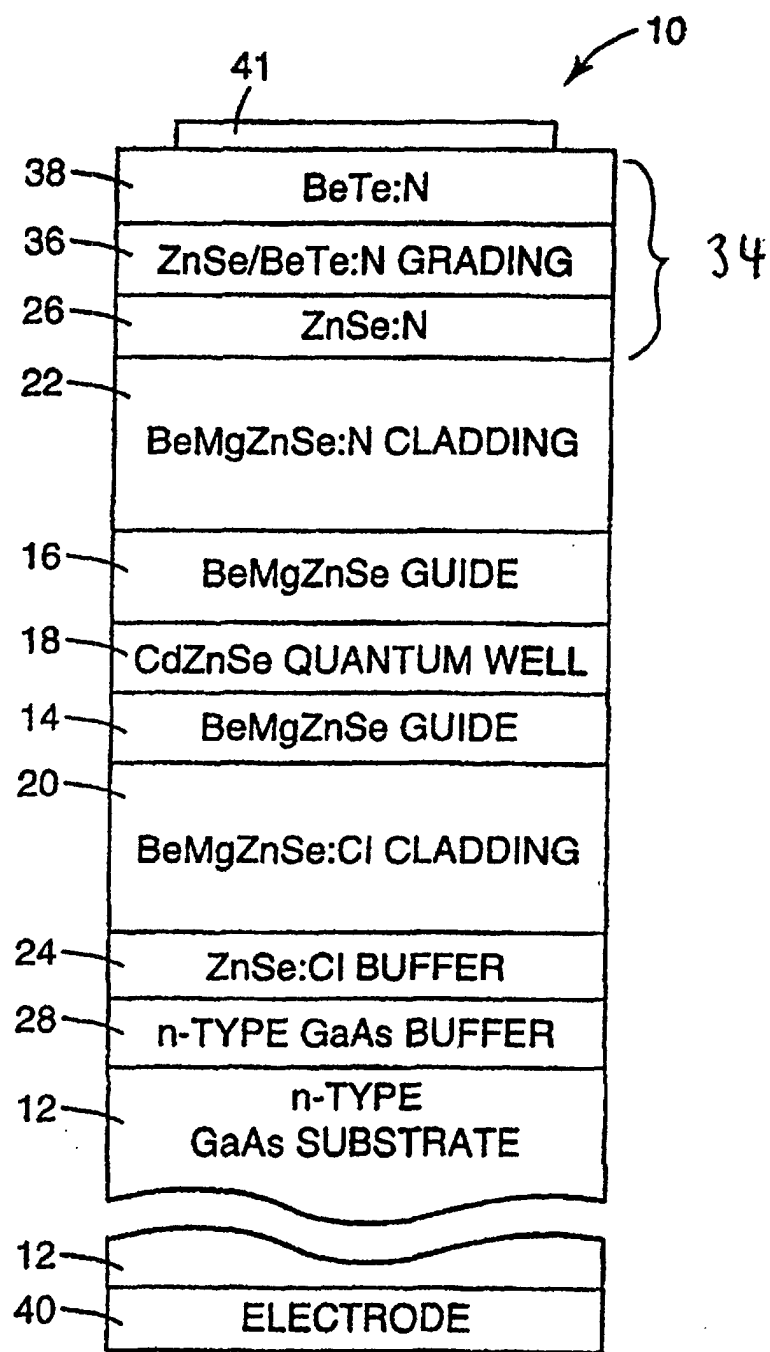 10
41
38 BeTe:N
36 ZnSe/BeTe:N GRADING
34
26 ZnSe:N
22
BeMgZnSe:N CLADDING
16 BeMgZnSe GUIDE
18 CdZnSe QUANTUM WELL
14 BeMgZnSe GUIDE
20
BeMgZnSe:Cl CLADDING
24 ZnSe:Cl BUFFER
28 n-TYPE GaAs BUFFER
12 n-TYPE
GaAs SUBSTRATE
12
40 ELECTRODE